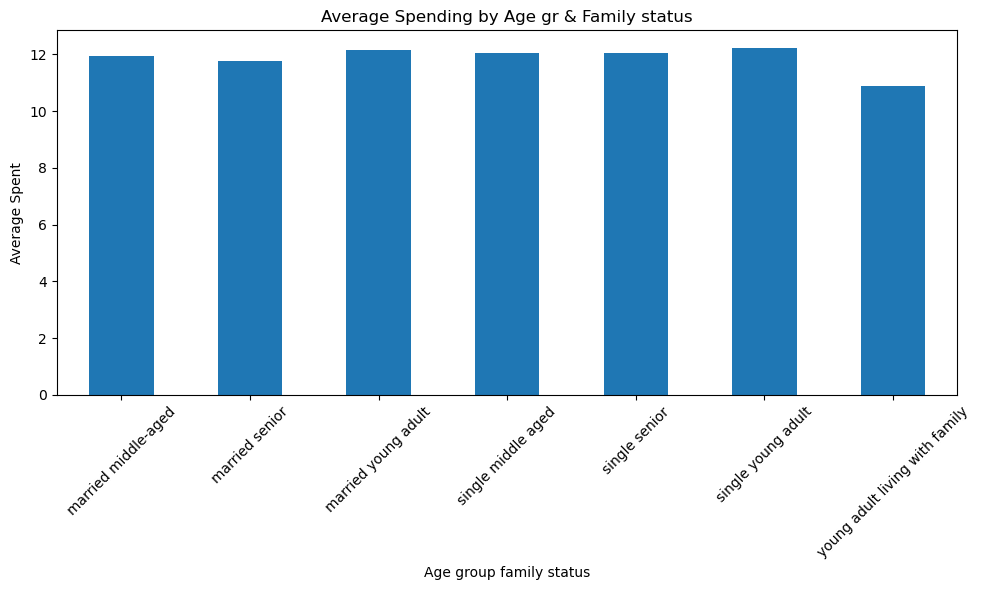 Average Spending by Age gr & Family status
Average Spent
12
10
8
6
4
2
0
married middle-aged
married senior
married young adult
single middle aged
single senior
single young adult
young adult living with family
Age group family status